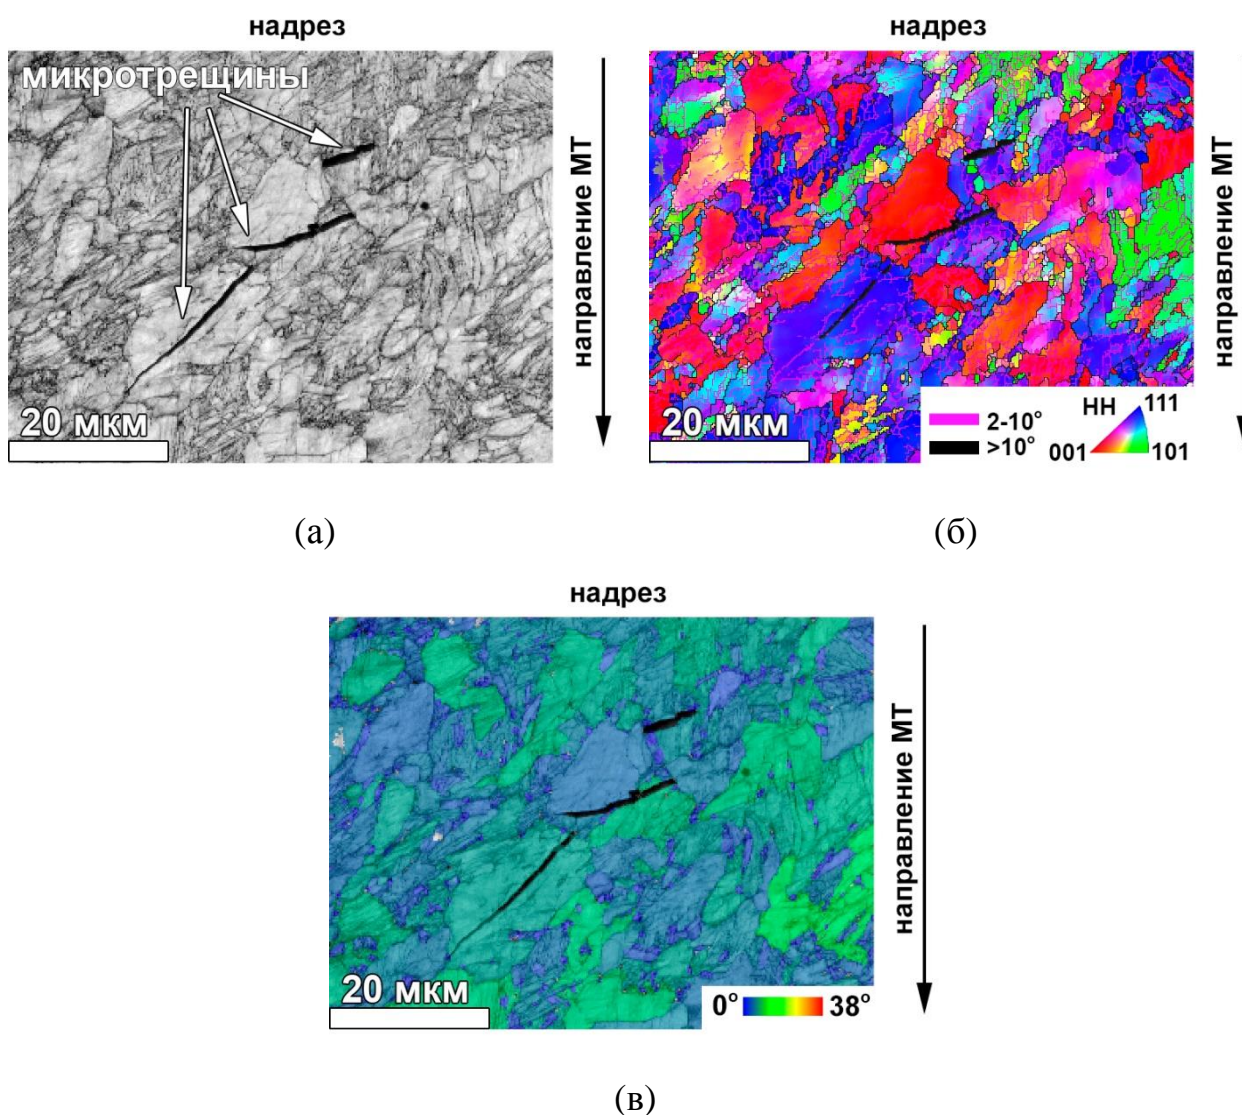 надрез
надрез
микротрещины
направление МТ
направление МТ
20 мкм
20 мкм
2-10°
>10°
НН
111
001
101
(а)
(б)
надрез
направление МТ
20 мкм
0°
38°
(в)